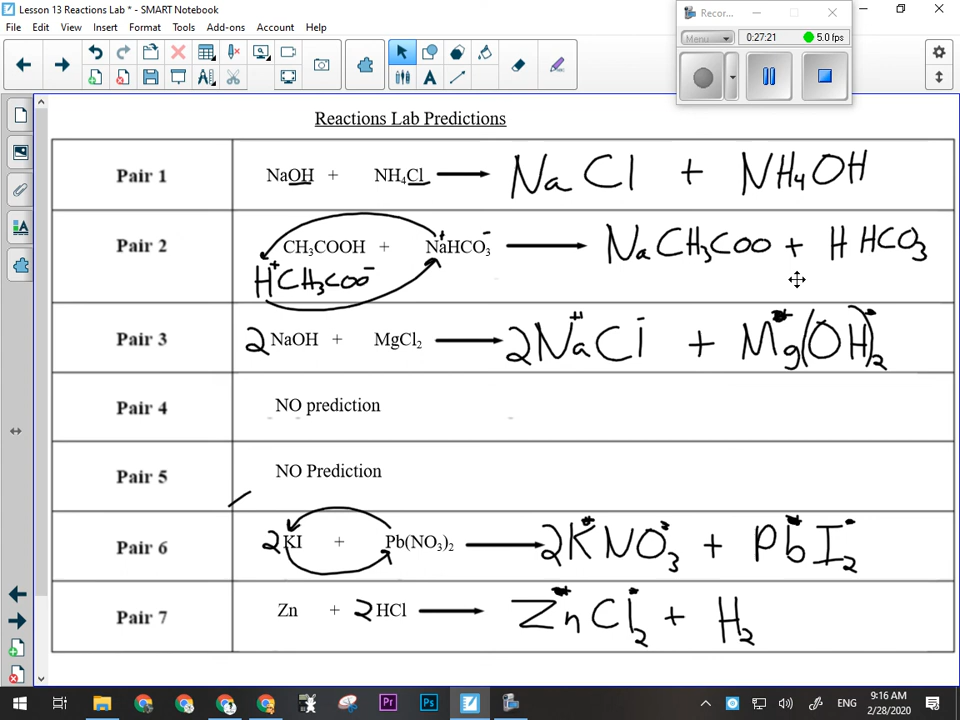 Lesson 13 Reactions Lab * - SMART Notebook
Recor...
File Edit View Insert Format Tools Add-ons Account Help
Menu 0:27:21 5.0 fps
Reactions Lab Predictions
Pair 1 NaOH + NH₄Cl → NaCl + NH₄OH
Pair 2 CH₃COOH + Na⁺HCO₃⁻ → NaCH₃COO + HHCO₃
H⁺CH₃COO⁻
Pair 3 2NaOH + MgCl₂ → 2NaCl + Mg(OH)₂
Pair 4 NO prediction
Pair 5 NO Prediction
Pair 6 2KI + Pb(NO₃)₂ → 2KNO₃ + PbI₂
Pair 7 Zn + 2HCl → ZnCl₂ + H₂
Pr Ps ENG 9:16 AM
2/28/2020